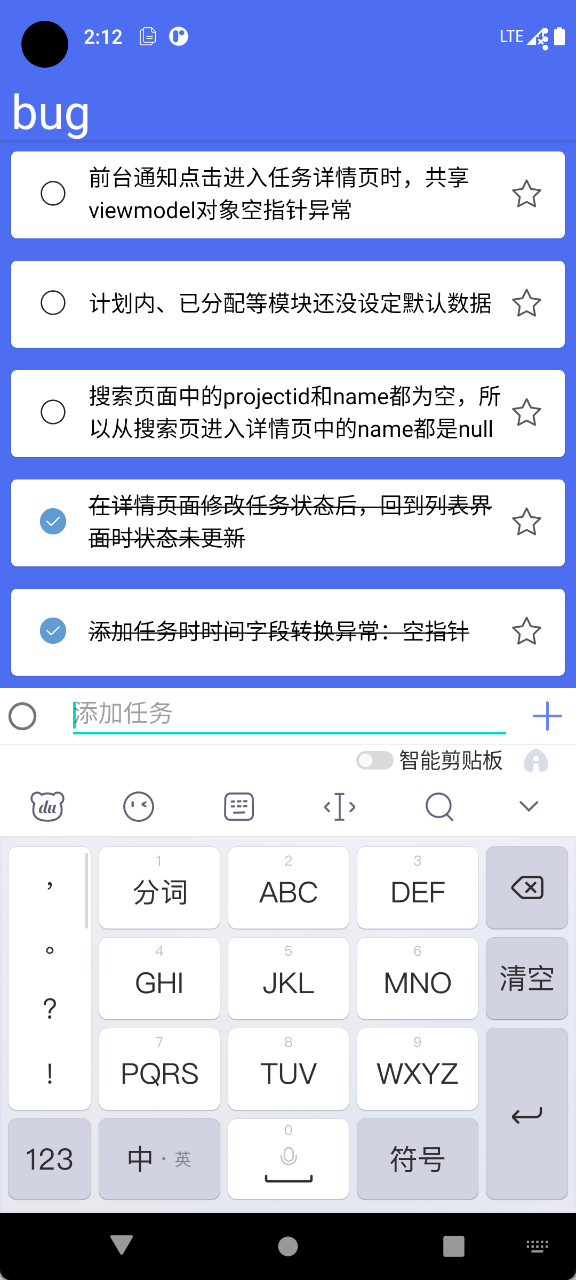 2:12
LTE
bug
前台通知点击进入任务详情页时，共享
viewmodel对象空指针异常
计划内、已分配等模块还没设定默认数据
搜索页面中的projectid和name都为空，所
以从搜索页进入详情页中的name都是null
在详情页面修改任务状态后，回到列表界
面时状态未更新
添加任务时时间字段转换异常：空指针
添加任务
智能剪贴板
du
，
。
?
!
1
分词
2
ABC
3
DEF
4
GHI
5
JKL
6
MNO
清空
7
PQRS
8
TUV
9
WXYZ
123
中·英
0
符号